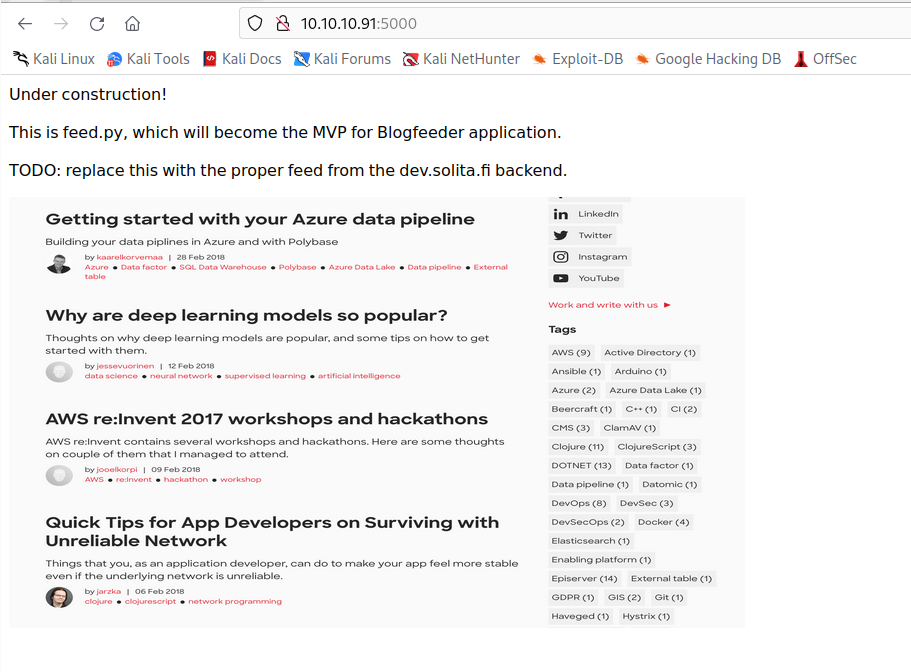 10.10.10.91:5000
Kali Linux Kali Tools Kali Docs Kali Forums Kali NetHunter Exploit-DB Google Hacking DB OffSec
Under construction!
This is feed.py, which will become the MVP for Blogfeeder application.
TODO: replace this with the proper feed from the dev.solita.fi backend.
Getting started with your Azure data pipeline
Building your data piplines in Azure and with Polybase
by kaarelkorvemaa | 28 Feb 2018
Azure ● Data factor ● SQL Data Warehouse ● Polybase ● Azure Data Lake ● Data pipeline ● External
table
Why are deep learning models so popular?
Thoughts on why deep learning models are popular, and some tips on how to get
started with them.
by jessevuorinen | 12 Feb 2018
data science ● neural network ● supervised learning ● artificial intelligence
AWS re:Invent 2017 workshops and hackathons
AWS re:Invent contains several workshops and hackathons. Here are some thoughts
on couple of them that I managed to attend.
by jooelkorpi | 09 Feb 2018
AWS ● re:Invent ● hackathon ● workshop
Quick Tips for App Developers on Surviving with
Unreliable Network
Things that you, as an application developer, can do to make your app feel more stable
even if the underlying network is unreliable.
by jarzka | 06 Feb 2018
clojure ● clojurescript ● network programming
LinkedIn
Twitter
Instagram
YouTube
Work and write with us ►
Tags
AWS (9) Active Directory (1)
Ansible (1) Arduino (1)
Azure (2) Azure Data Lake (1)
Beercraft (1) C++ (1) CI (2)
CMS (3) ClamAV (1)
Clojure (11) ClojureScript (3)
DOTNET (13) Data factor (1)
Data pipeline (1) Datomic (1)
DevOps (8) DevSec (3)
DevSecOps (2) Docker (4)
Elasticsearch (1)
Enabling platform (1)
Episerver (14) External table (1)
GDPR (1) GIS (2) Git (1)
Haveged (1) Hystrix (1)